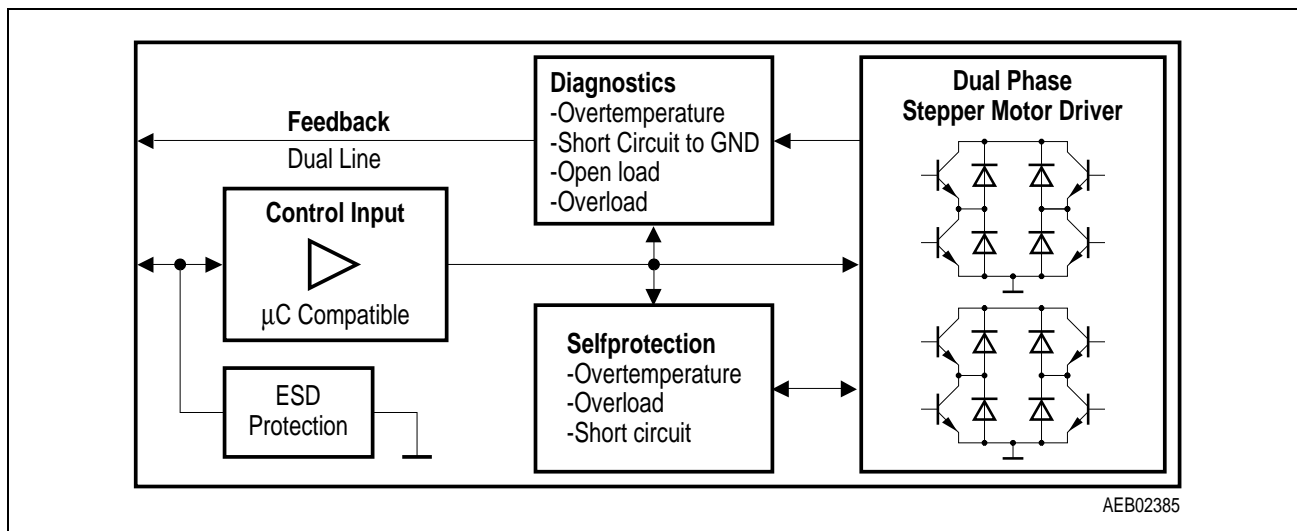 Feedback
Dual Line
Control Input
μC Compatible
ESD
Protection
Diagnostics
-Overtemperature
-Short Circuit to GND
-Open load
-Overload
Selfprotection
-Overtemperature
-Overload
-Short circuit
Dual Phase
Stepper Motor Driver
AEB02385